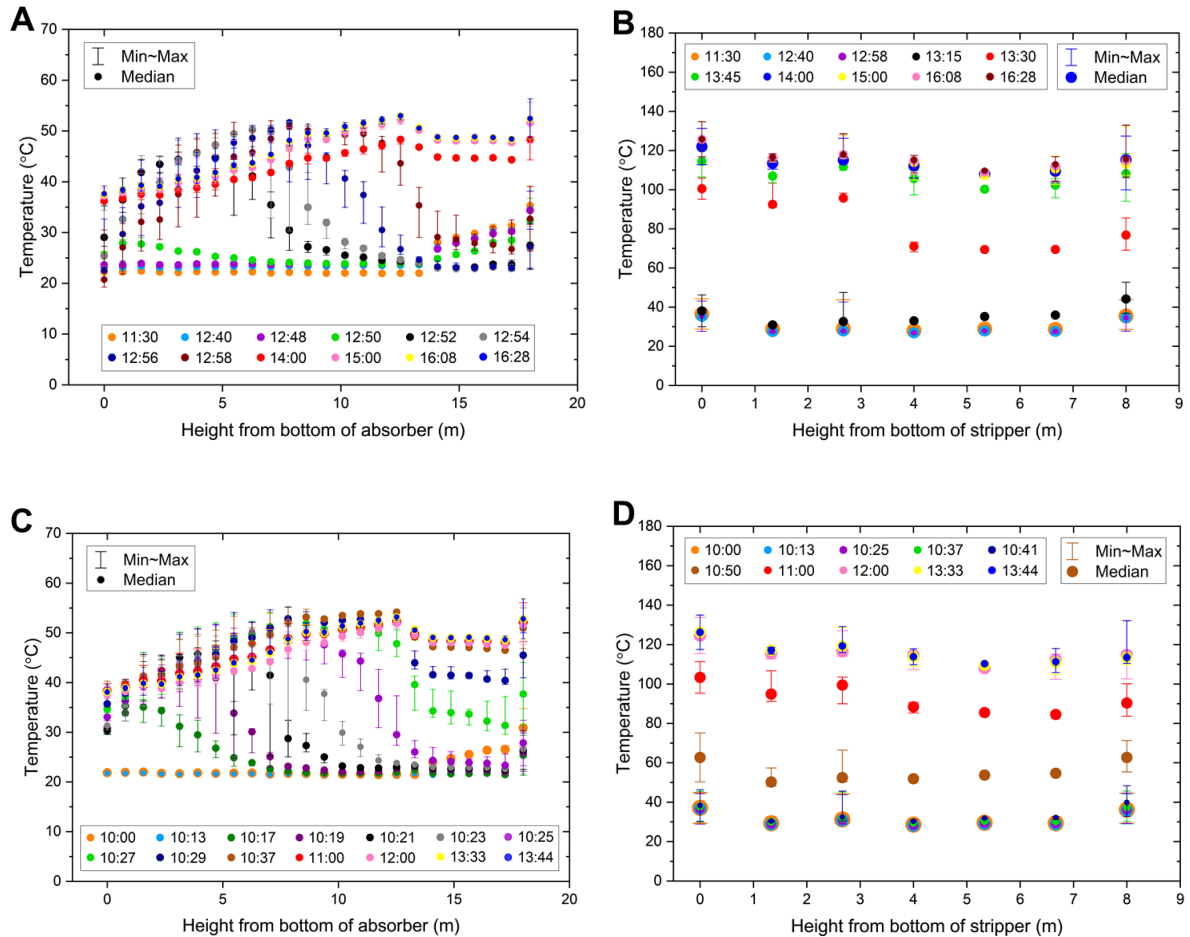 A
70
60
50
40
30
20
10
0
Temperature (°C)
Min~Max
Median
11:30 12:40 12:48 12:50 12:52 12:54
12:56 12:58 14:00 15:00 16:08 16:28
0 5 10 15 20
Height from bottom of absorber (m)
B
180
160
140
120
100
80
60
40
20
0
Temperature (°C)
11:30 12:40 12:58 13:15 13:30
13:45 14:00 15:00 16:08 16:28
Min~Max
Median
0 1 2 3 4 5 6 7 8 9
Height from bottom of stripper (m)
C
70
60
50
40
30
20
10
0
Temperature (°C)
Min~Max
Median
10:00 10:13 10:17 10:19 10:21 10:23 10:25
10:27 10:29 10:37 11:00 12:00 13:33 13:44
0 5 10 15 20
Height from bottom of absorber (m)
D
180
160
140
120
100
80
60
40
20
0
Temperature (°C)
10:00 10:13 10:25 10:37 10:41
10:50 11:00 12:00 13:33 13:44
Min~Max
Median
0 1 2 3 4 5 6 7 8 9
Height from bottom of stripper (m)